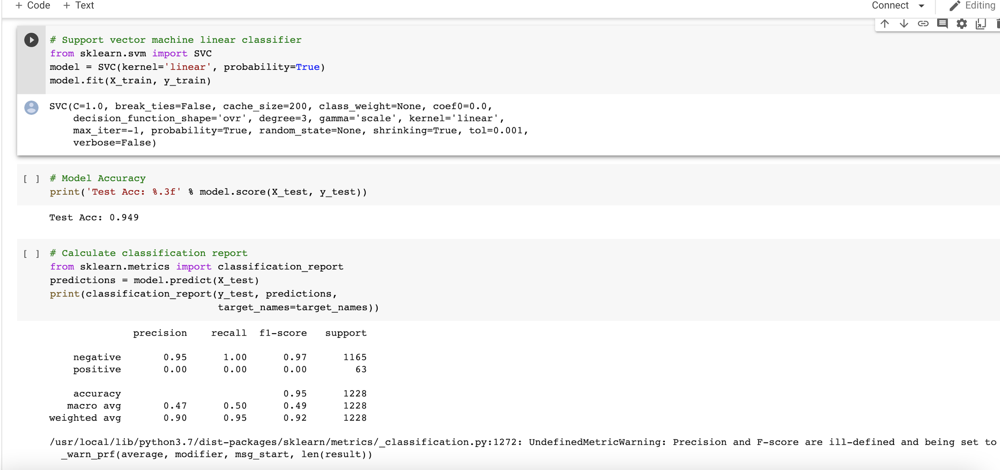 + Code + Text Connect Editing
# Support vector machine linear classifier
from sklearn.svm import SVC
model = SVC(kernel='linear', probability=True)
model.fit(X_train, y_train)
SVC(C=1.0, break_ties=False, cache_size=200, class_weight=None, coef0=0.0,
    decision_function_shape='ovr', degree=3, gamma='scale', kernel='linear',
    max_iter=-1, probability=True, random_state=None, shrinking=True, tol=0.001,
    verbose=False)
[ ] # Model Accuracy
print('Test Acc: %.3f' % model.score(X_test, y_test))
Test Acc: 0.949
[ ] # Calculate classification report
from sklearn.metrics import classification_report
predictions = model.predict(X_test)
print(classification_report(y_test, predictions,
                            target_names=target_names))
              precision    recall  f1-score   support
    negative       0.95      1.00      0.97      1165
    positive       0.00      0.00      0.00        63
    accuracy                           0.95      1228
   macro avg       0.47      0.50      0.49      1228
weighted avg       0.90      0.95      0.92      1228
/usr/local/lib/python3.7/dist-packages/sklearn/metrics/_classification.py:1272: UndefinedMetricWarning: Precision and F-score are ill-defined and being set to
  _warn_prf(average, modifier, msg_start, len(result))